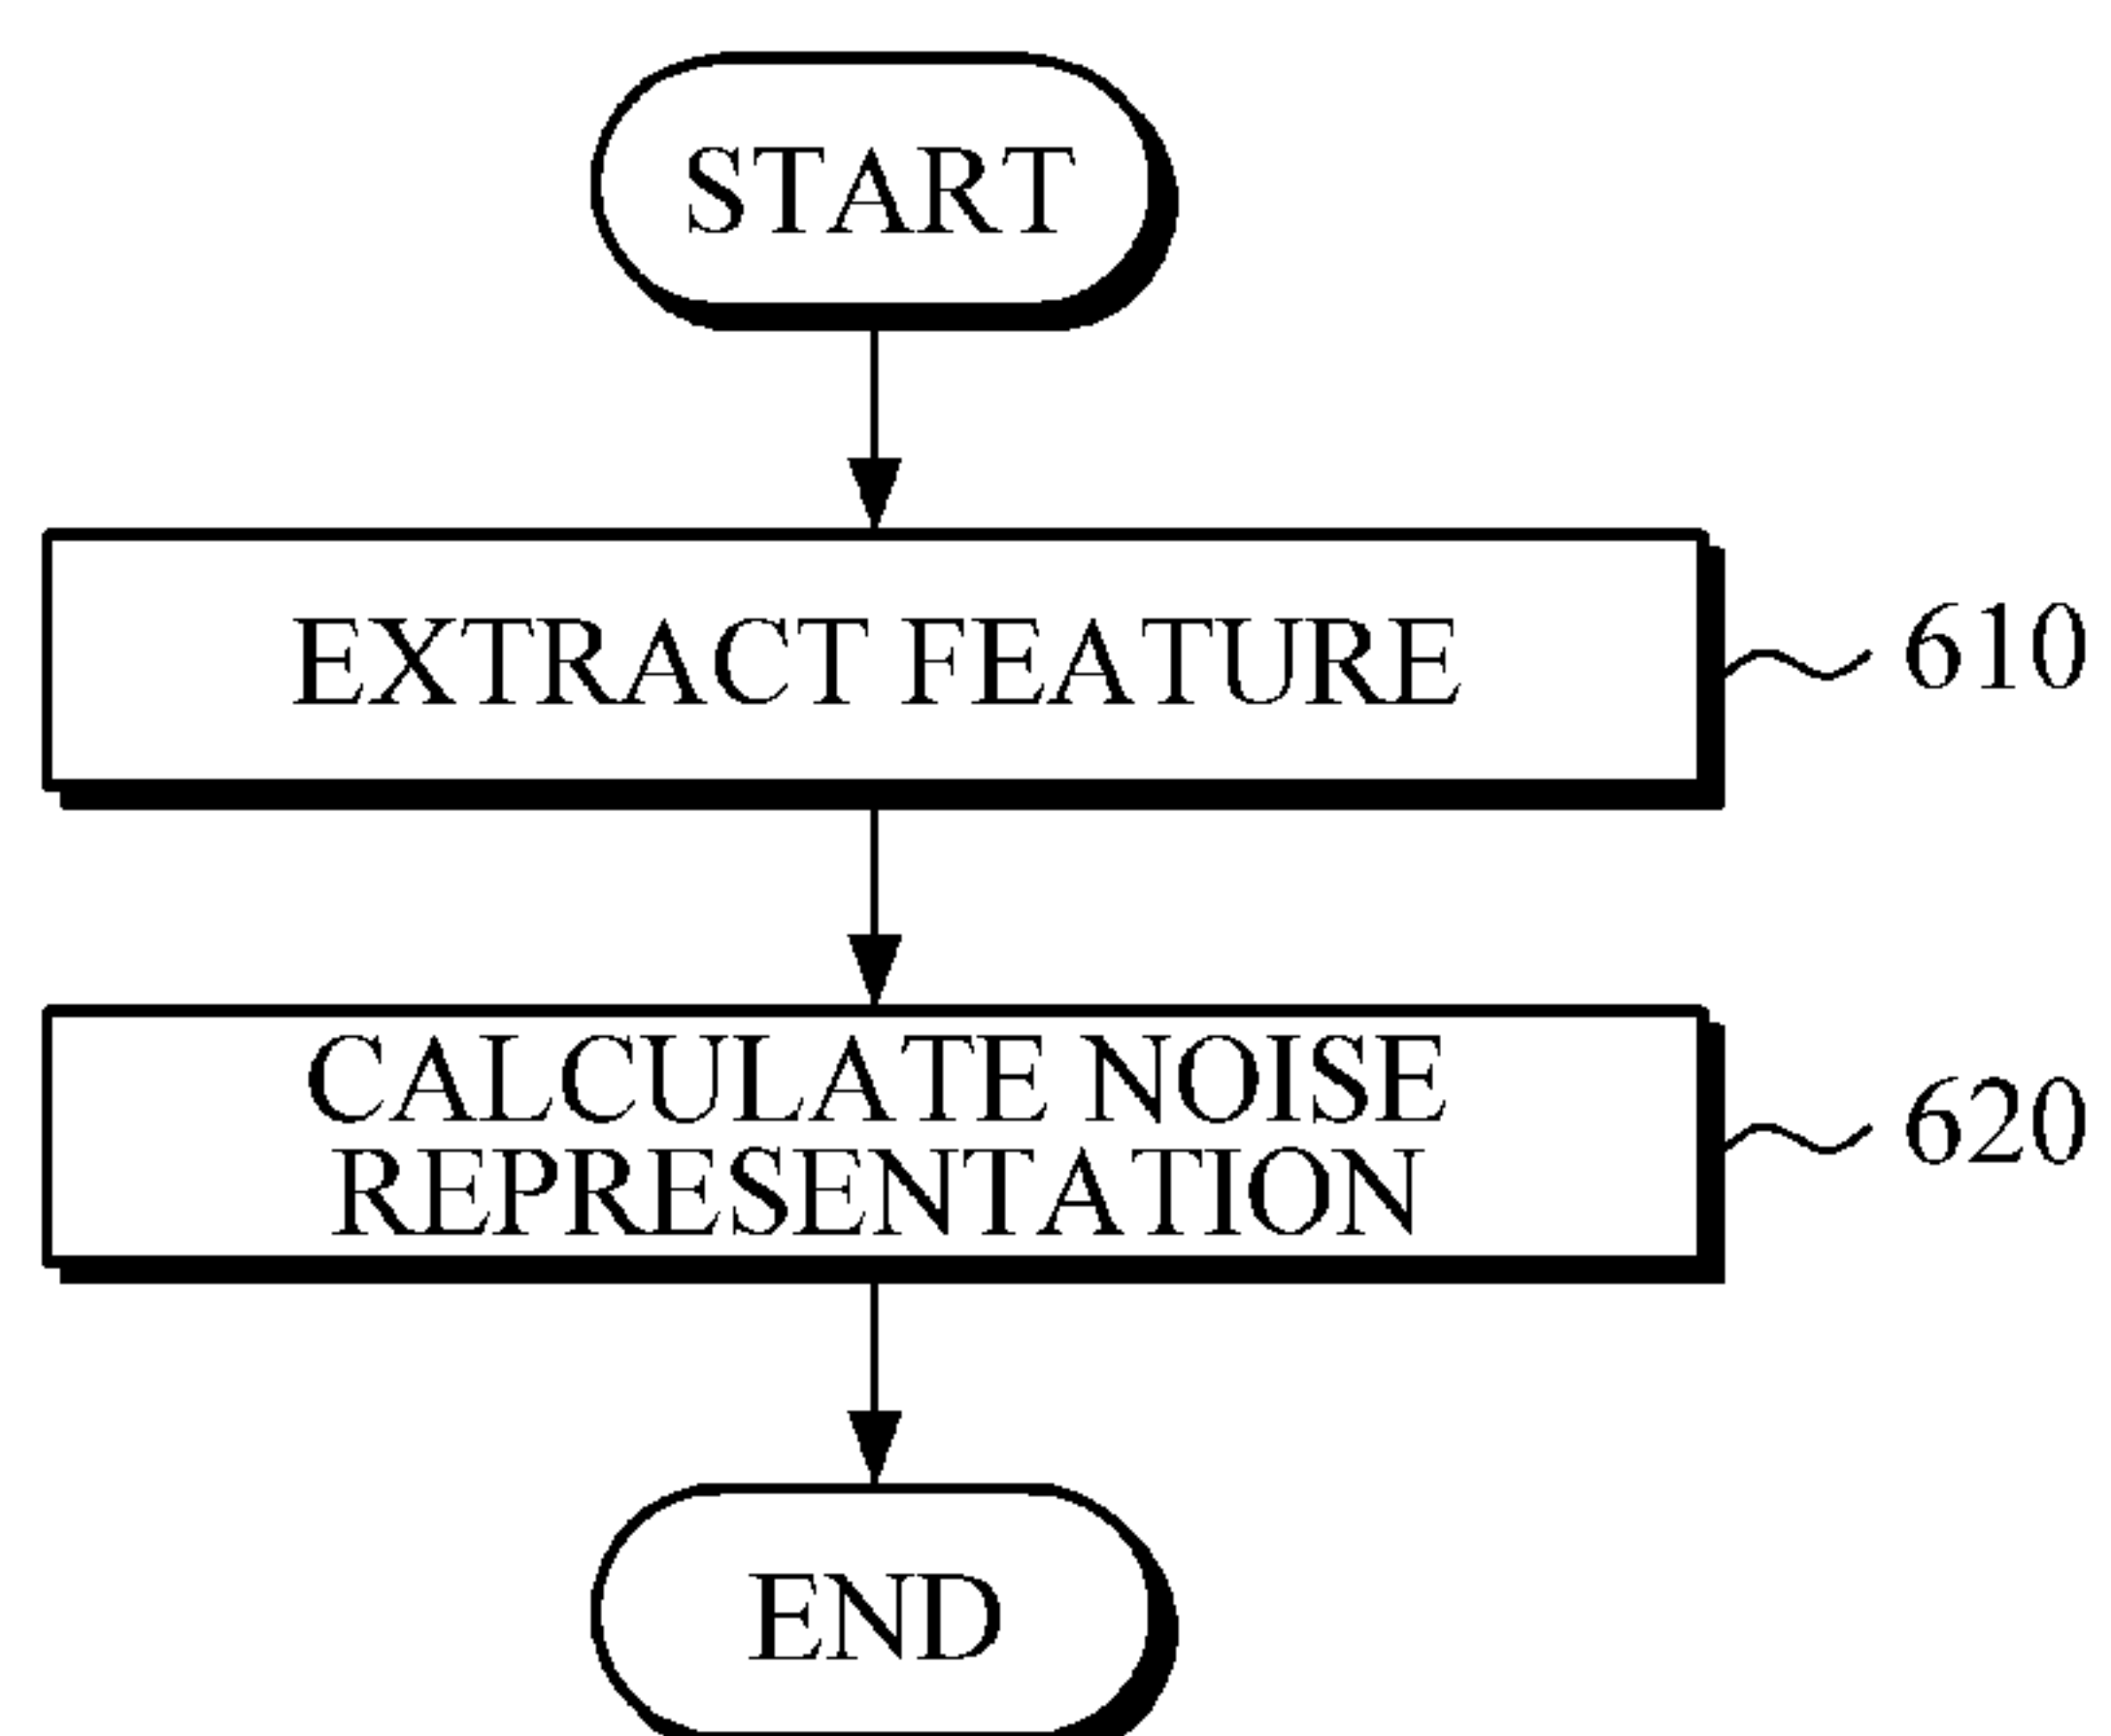 START
EXTRACT FEATURE
610
CALCULATE NOISE
REPRESENTATION
620
END